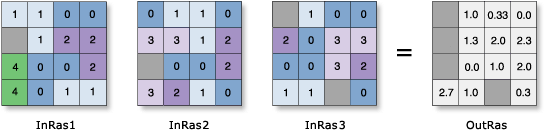 1 1 0 0 0 1 1 0 1 0 0 1.0 0.33 0.0
1 2 2 3 3 1 2 2 0 3 3 1.3 2.0 2.3
4 0 0 2 0 0 2 0 0 3 2 = 0.0 1.0 2.0
4 0 1 1 3 2 1 0 1 1 0 2.7 1.0 0.3
InRas1 InRas2 InRas3 OutRas